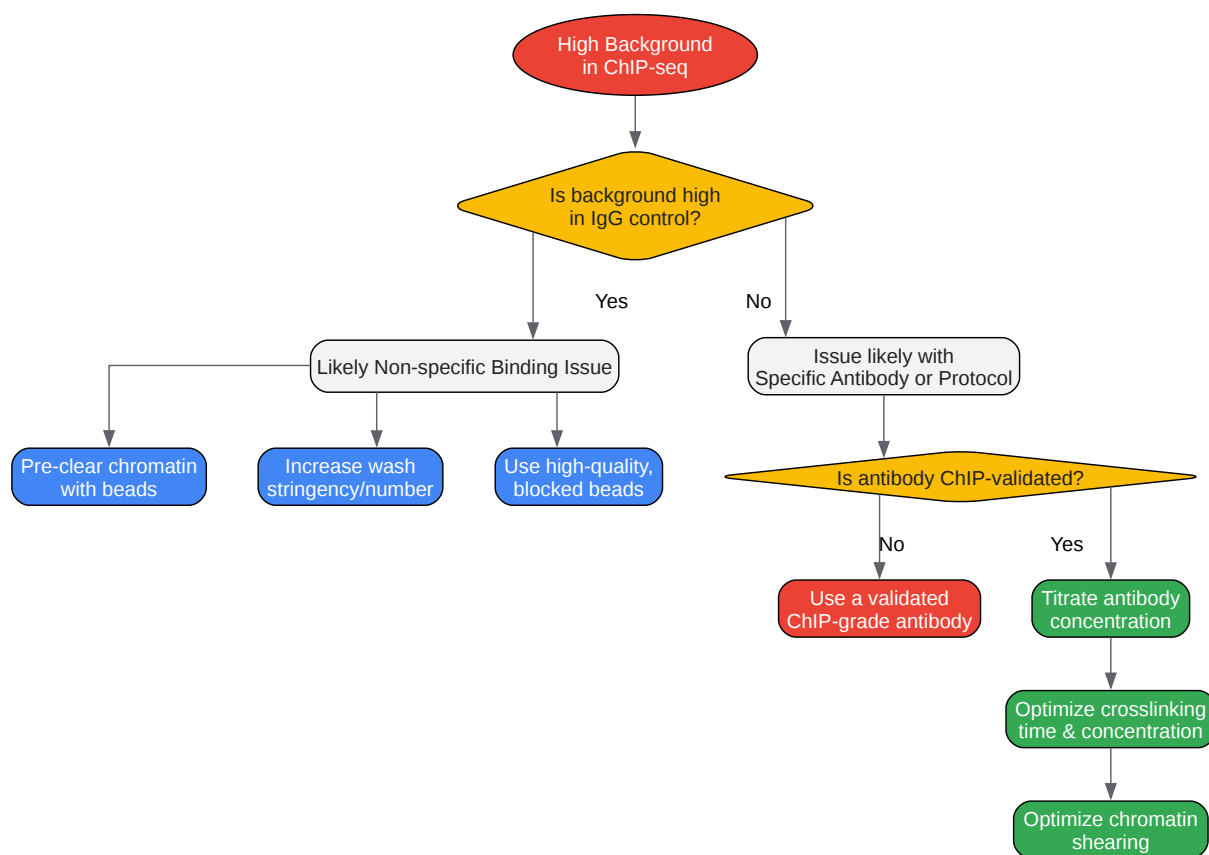 High Background
in ChIP-seq
Is background high
in IgG control?
Yes
No
Likely Non-specific Binding Issue
Issue likely with
Specific Antibody or Protocol
Pre-clear chromatin
with beads
Increase wash
stringency/number
Use high-quality,
blocked beads
Is antibody ChIP-validated?
No
Yes
Use a validated
ChIP-grade antibody
Titrate antibody
concentration
Optimize crosslinking
time & concentration
Optimize chromatin
shearing